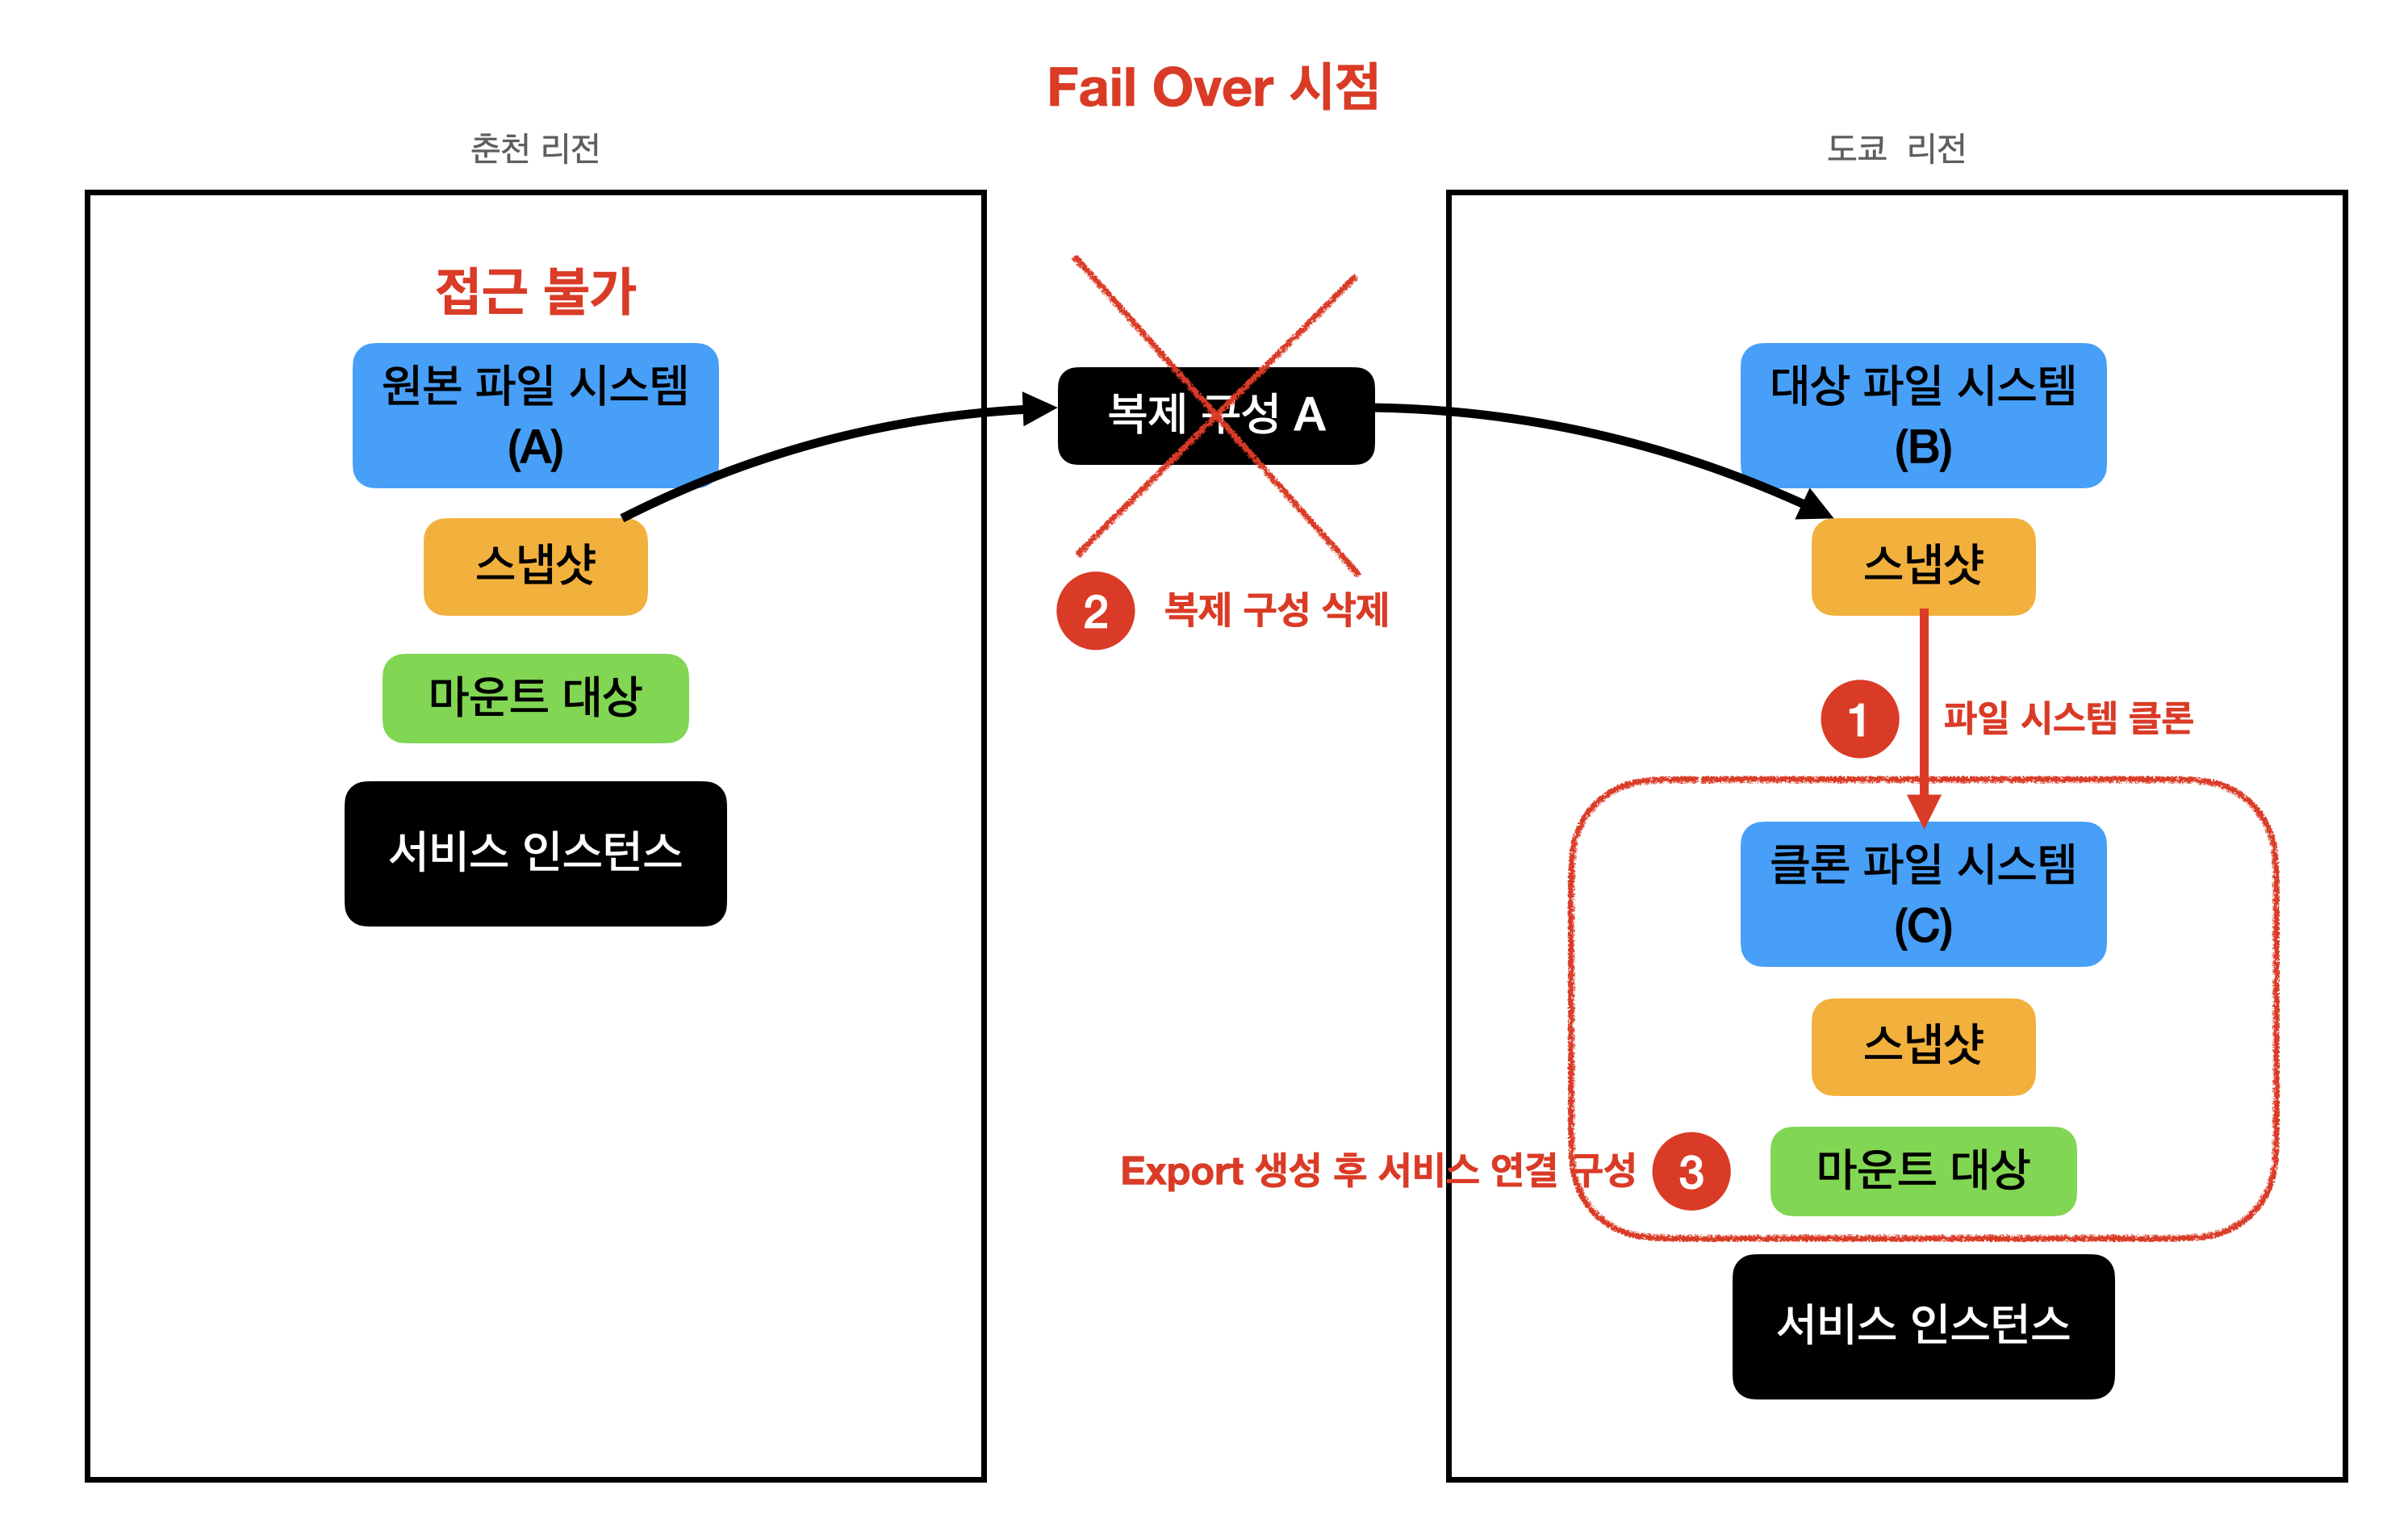 Fail Over 시점
춘천 리전
도쿄 리전
접근 불가
원본 파일 시스템
(A)
스냅샷
마운트 대상
서비스 인스턴스
복제 구성 A
2
복제 구성 삭제
대상 파일 시스템
(B)
스냅샷
1
파일 시스템 클론
클론 파일 시스템
(C)
스냅샷
Export 생성 후 서비스 연결 구성
3
마운트 대상
서비스 인스턴스